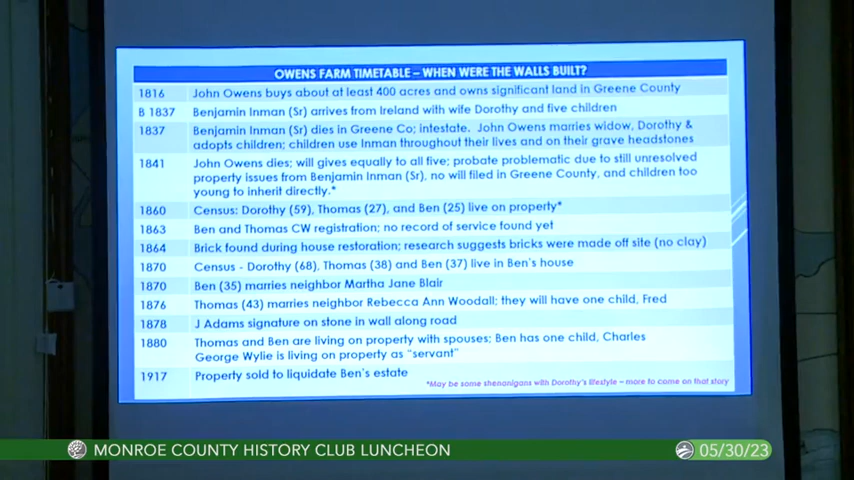 OWENS FARM TIMETABLE – WHEN WERE THE WALLS BUILT?
1816 John Owens buys about at least 400 acres and owns significant land in Greene County
B 1837 Benjamin Inman (Sr) arrives from Ireland with wife Dorothy and five children
1837 Benjamin Inman (Sr) dies in Greene Co; intestate. John Owens marries widow, Dorothy &
adopts children; children use Inman throughout their lives and on their grave headstones
1841 John Owens dies; will gives equally to all five; probate problematic due to still unresolved
property issues from Benjamin Inman (Sr), no will filed in Greene County, and children too
young to inherit directly.*
1860 Census: Dorothy (59), Thomas (27), and Ben (25) live on property*
1863 Ben and Thomas CW registration; no record of service found yet
1864 Brick found during house restoration; research suggests bricks were made off site (no clay)
1870 Census - Dorothy (68), Thomas (38) and Ben (37) live in Ben's house
1870 Ben (35) marries neighbor Martha Jane Blair
1876 Thomas (43) marries neighbor Rebecca Ann Woodall; they will have one child, Fred
1878 J Adams signature on stone in wall along road
1880 Thomas and Ben are living on property with spouses; Ben has one child, Charles
George Wylie is living on property as "servant"
1917 Property sold to liquidate Ben's estate
*May be some shenanigans with Dorothy's lifestyle – more to come on that story
MONROE COUNTY HISTORY CLUB LUNCHEON
05/30/23